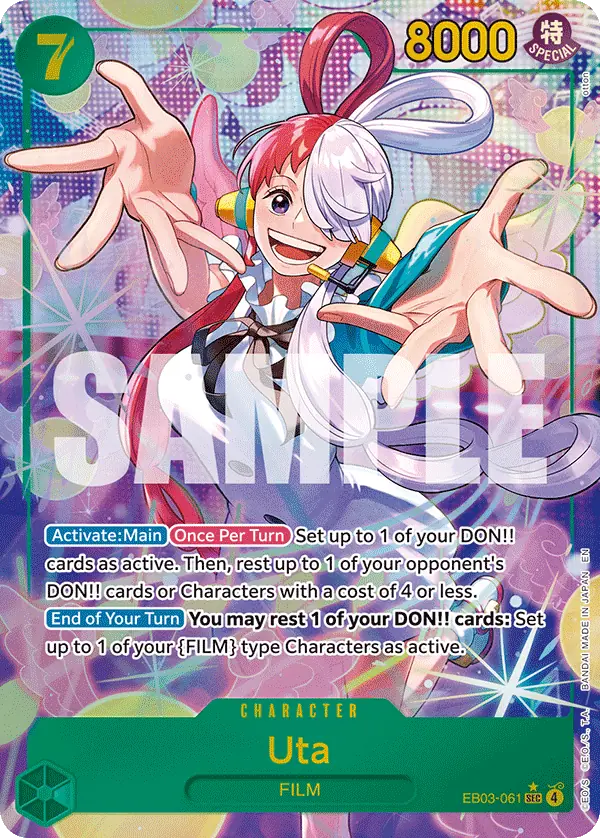 7
8000
特
SPECIAL
otton
SAMPLE
Activate:Main Once Per Turn Set up to 1 of your DON!!
cards as active. Then, rest up to 1 of your opponent's
DON!! cards or Characters with a cost of 4 or less.
End of Your Turn You may rest 1 of your DON!! cards: Set
up to 1 of your {FILM} type Characters as active.
CHARACTER
Uta
FILM
EB03-061 SEC 4
©E.O/S ©E.O./S., T.A. BANDAI MADE IN JAPAN EN